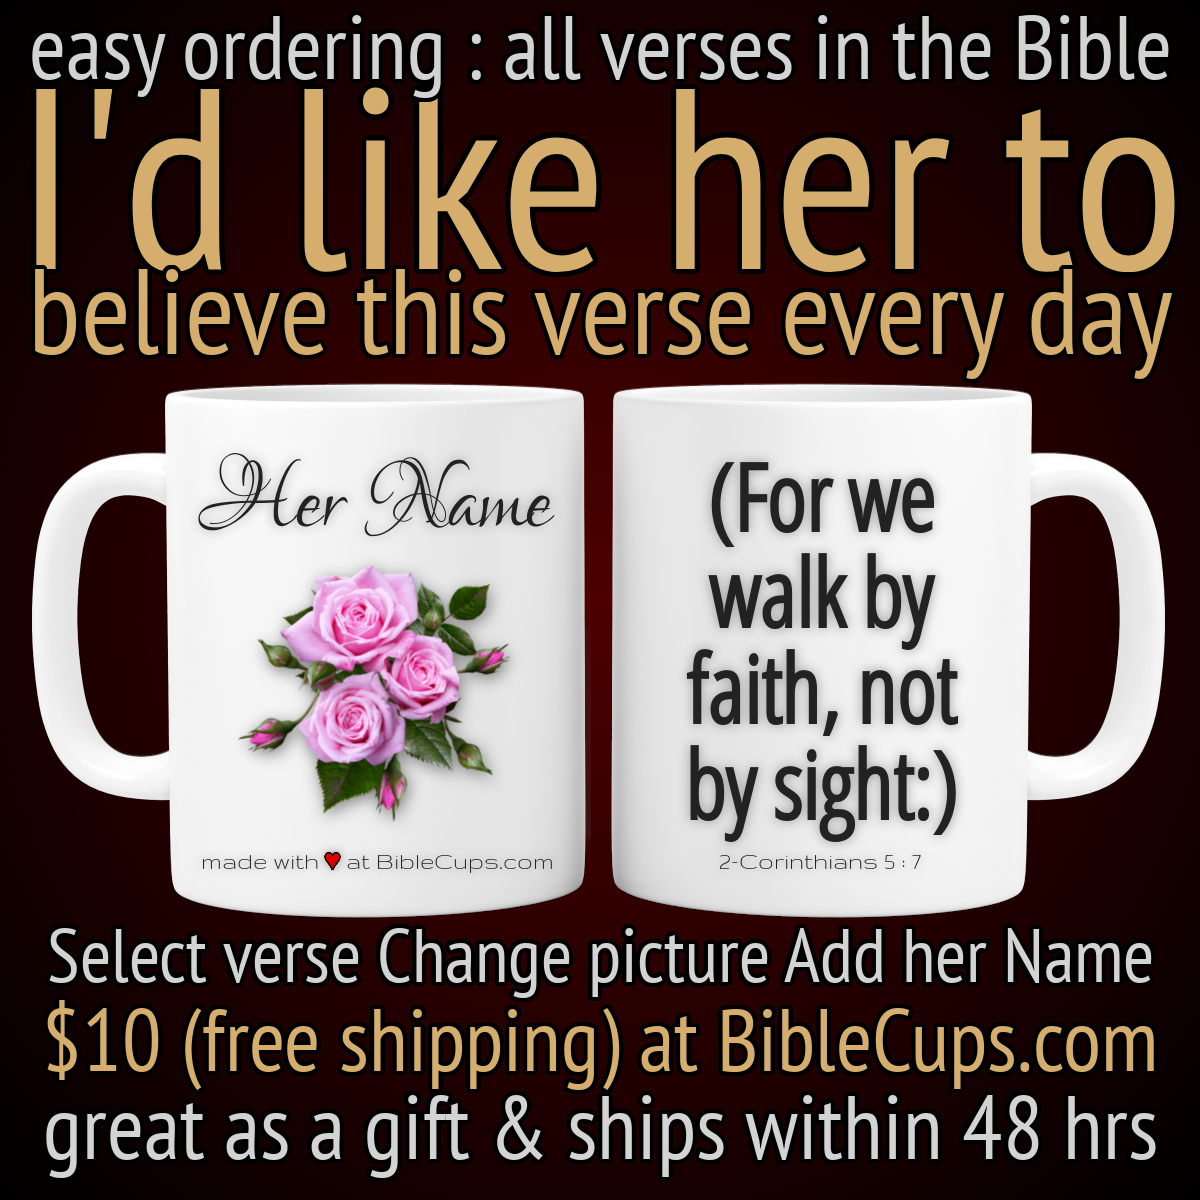 easy ordering : all verses in the Bible
I'd like her to
believe this verse every day
Her Name
made with ♥ at BibleCups.com
(For we
walk by
faith, not
by sight:)
2-Corinthians 5 : 7
Select verse Change picture Add her Name
$10 (free shipping) at BibleCups.com
great as a gift & ships within 48 hrs